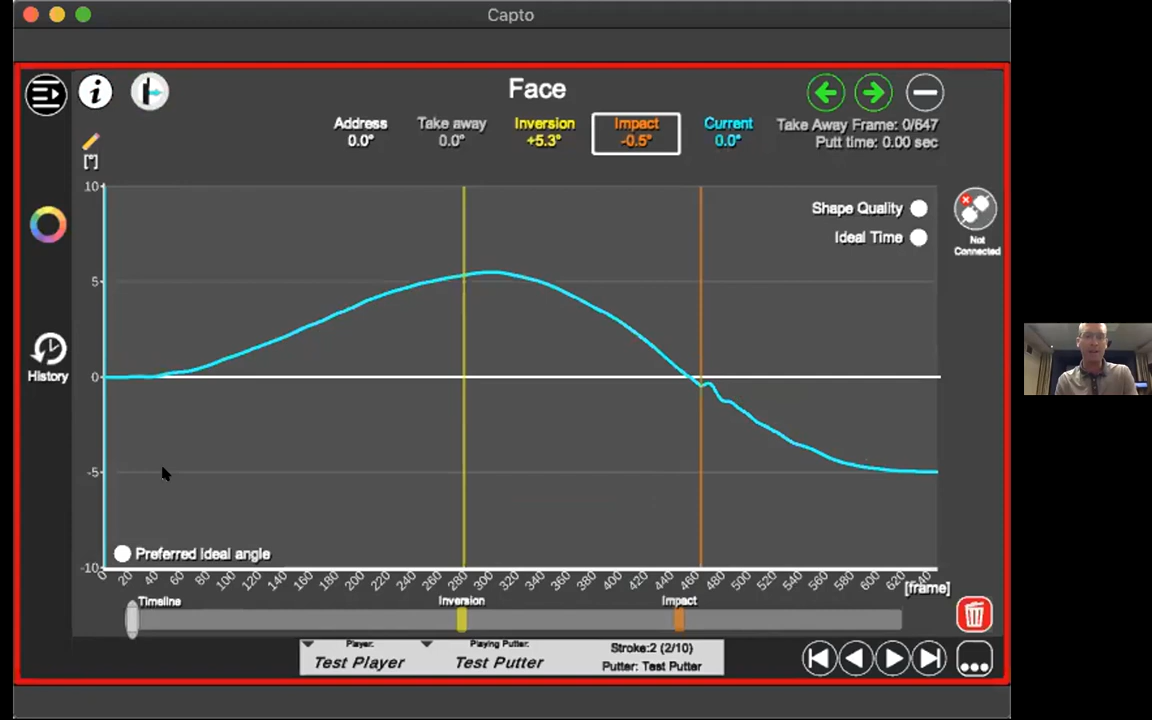 Capto
Face
Address Take away Inversion Impact Current
0.0° 0.0° +5.3° -0.5° 0.0°
Take Away Frame: 0/647
Putt time: 0.00 sec
[°]
10
5
0
-5
-10
Shape Quality
Ideal Time
Not
Connected
History
Preferred Ideal angle
0 20 40 60 80 100 120 140 160 180 200 220 240 260 280 300 320 340 360 380 400 420 440 460 480 500 520 540 560 580 600 620 640
[frame]
Timeline Inversion Impact
Player: Playing Putter: Stroke:2 (2/10)
Test Player Test Putter Putter: Test Putter